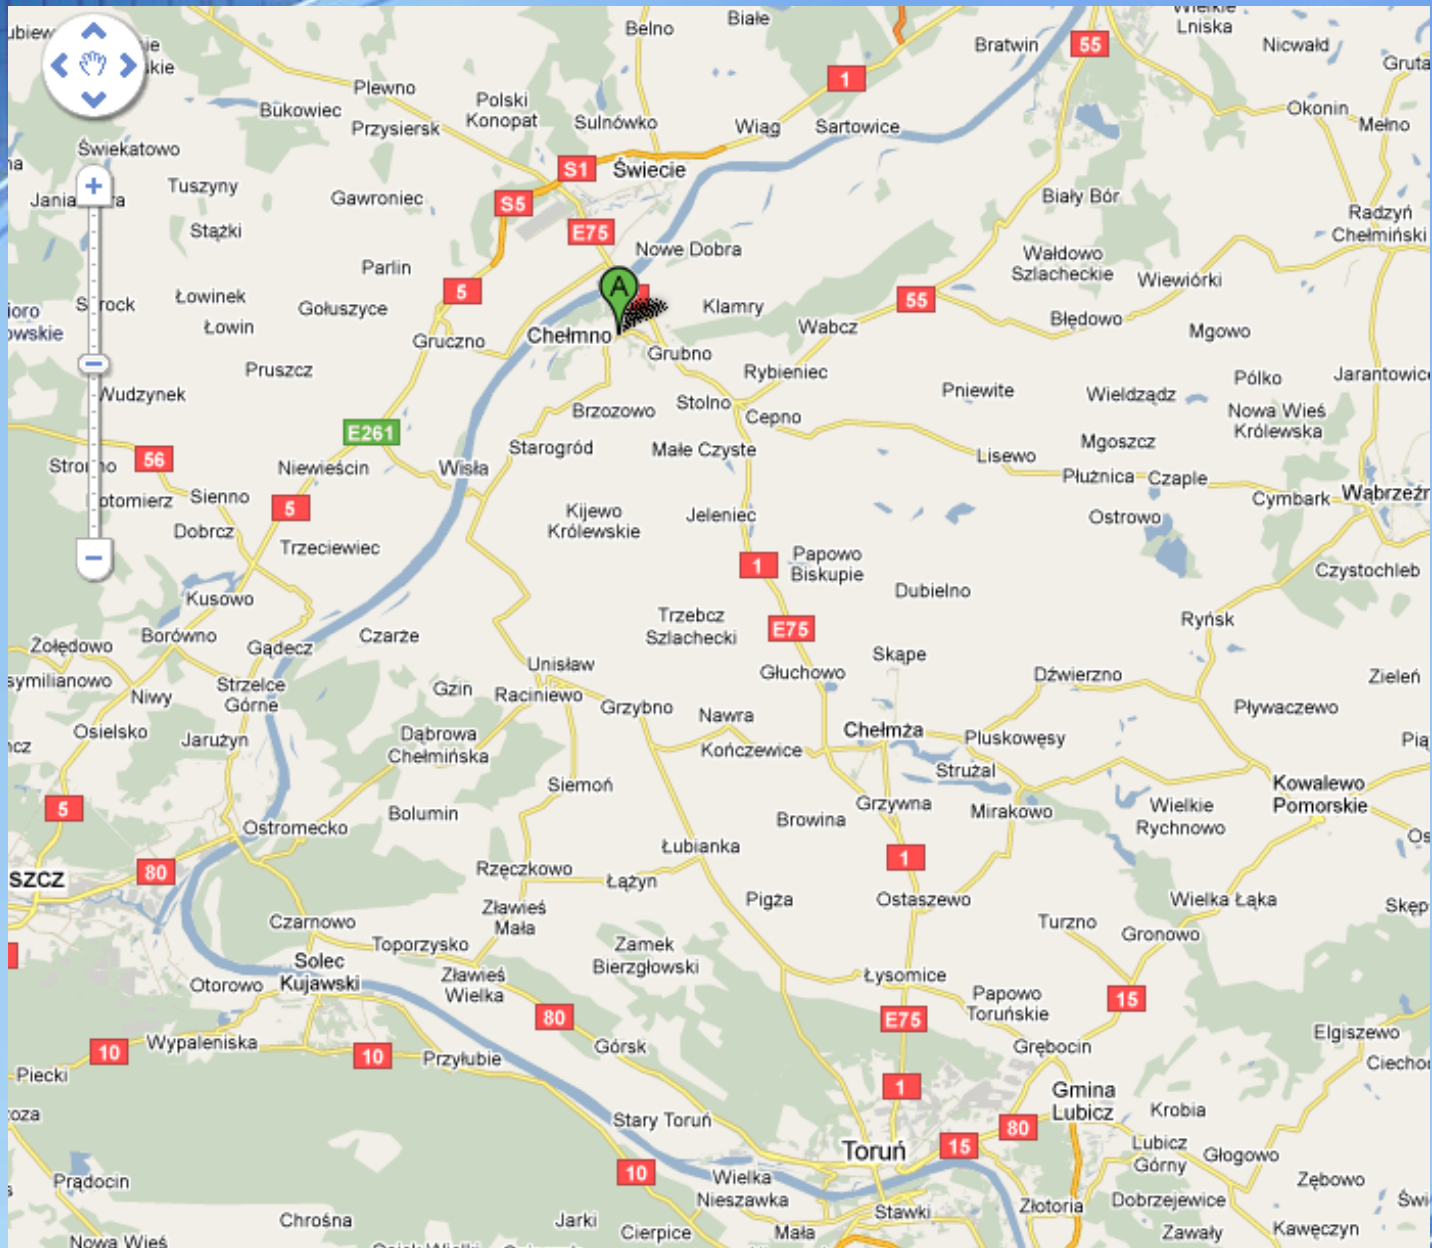 Belno
Białe
Wielkie
Lniska
Bratwin
55
Nicwałd
Gruta
1
Plewno
Bukowiec
Polski
Konopat
Przysiersk
Sulnówko
Wiąg
Sartowice
Okonin
Mełno
Świekatowo
S1
Świecie
Tuszyny
Gawroniec
S5
Biały Bór
Radzyń
Chełmiński
Stążki
E75
Nowe Dobra
Parlin
Wałdowo
Szlacheckie
Wiewiórki
Łowinek
Gołuszyce
5
A
Klamry
55
Łowin
Gruczno
Chełmno
Grubno
Wabcz
Błędowo
Mgowo
Pruszcz
Rybieniec
Pniewite
Wieldządz
Pólko
Jarantowice
Wudzynek
Brzozowo
Stolno
Cepno
Nowa Wieś
Królewska
E261
Starogród
Małe Czyste
Mgoszcz
Lisewo
56
Niewieścin
Wisła
Płużnica
Czaple
Sienno
5
Cymbark
Wąbrzeźn
Dobrcz
Kijewo
Królewskie
Jeleniec
Ostrowo
Trzeciewiec
1
Papowo
Biskupie
Czystochleb
Kusowo
Dubielno
Trzebcz
Szlachecki
E75
Ryńsk
Żołędowo
Borówno
Gądecz
Czarże
Skąpe
Unisław
Głuchowo
Dźwierzno
Zieleń
symilianowo
Niwy
Strzelce
Górne
Gzin
Raciniewo
Grzybno
Nawra
Pływaczewo
Osielsko
Jarużyn
Dąbrowa
Chełmińska
Kończewice
Chełmża
Pluskowęsy
Siemoń
Strużal
Kowalewo
Pomorskie
5
Bolumin
Grzywna
Browina
Mirakowo
Wielkie
Rychnowo
Ostromecko
Łubianka
1
SZCZ
80
Rzęczkowo
Łążyn
Pigża
Ostaszewo
Wielka Łąka
Czarnowo
Zławieś
Mała
Turzno
Gronowo
Toporzysko
Zamek
Bierzgłowski
Solec
Kujawski
Otorowo
Zławieś
Wielka
Łysomice
Papowo
Toruńskie
15
80
E75
Elgiszewo
Wypaleniska
10
10
Przyłubie
Górsk
Grębocin
Piecki
1
Gmina
Lubicz
Stary Toruń
80
Krobia
Toruń
15
Lubicz
Górny
Głogowo
Prądocin
10
Wielka
Nieszawka
Zębowo
Chrośna
Jarki
Cierpice
Mała
Stawki
Złotoria
Dobrzejewice
Zawały
Kawęczyn
Nowa Wieś